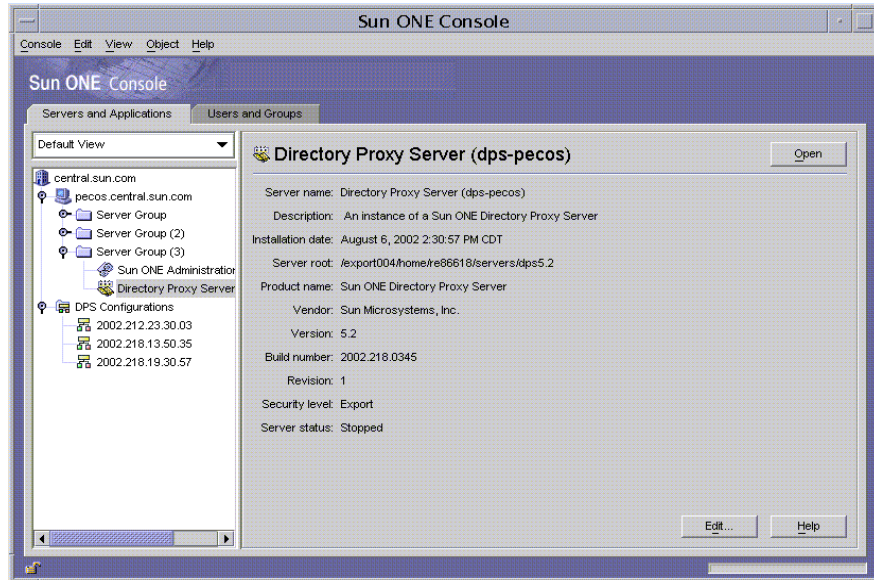 Sun ONE Console
Console Edit View Object Help
Sun ONE Console
Servers and Applications Users and Groups
Default View
central.sun.com
pecos.central.sun.com
Server Group
Server Group (2)
Server Group (3)
Sun ONE Administration
Directory Proxy Server
DPS Configurations
2002.212.23.30.03
2002.218.13.50.35
2002.218.19.30.57
Directory Proxy Server (dps-pecos)
Open
Server name: Directory Proxy Server (dps-pecos)
Description: An instance of a Sun ONE Directory Proxy Server
Installation date: August 6, 2002 2:30:57 PM CDT
Server root: /export004/home/re86618/servers/dps5.2
Product name: Sun ONE Directory Proxy Server
Vendor: Sun Microsystems, Inc.
Version: 5.2
Build number: 2002.218.0345
Revision: 1
Security level: Export
Server status: Stopped
Edit... Help